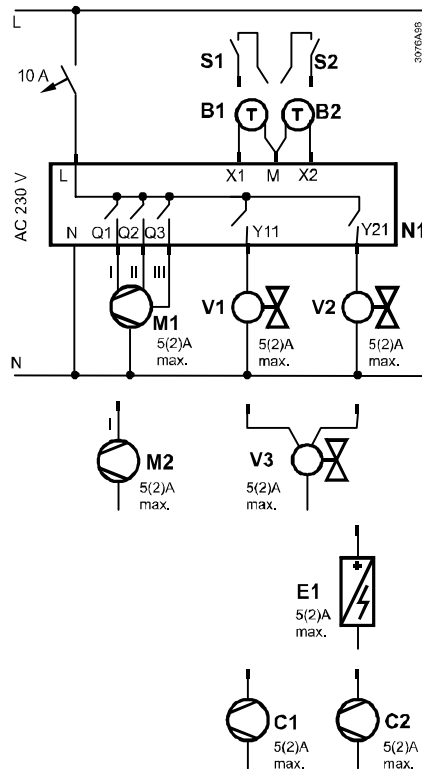 L
3076A98
S1 S2
10 A
B1 T T B2
AC 230 V
L X1 M X2
N Q1 Q2 Q3 Y11 Y21 N1
I II III
M1 V1 V2
5(2)A 5(2)A 5(2)A
max. max. max.
N
I
M2 V3
5(2)A 5(2)A
max. max.
E1
5(2)A
max.
C1 C2
5(2)A 5(2)A
max. max.